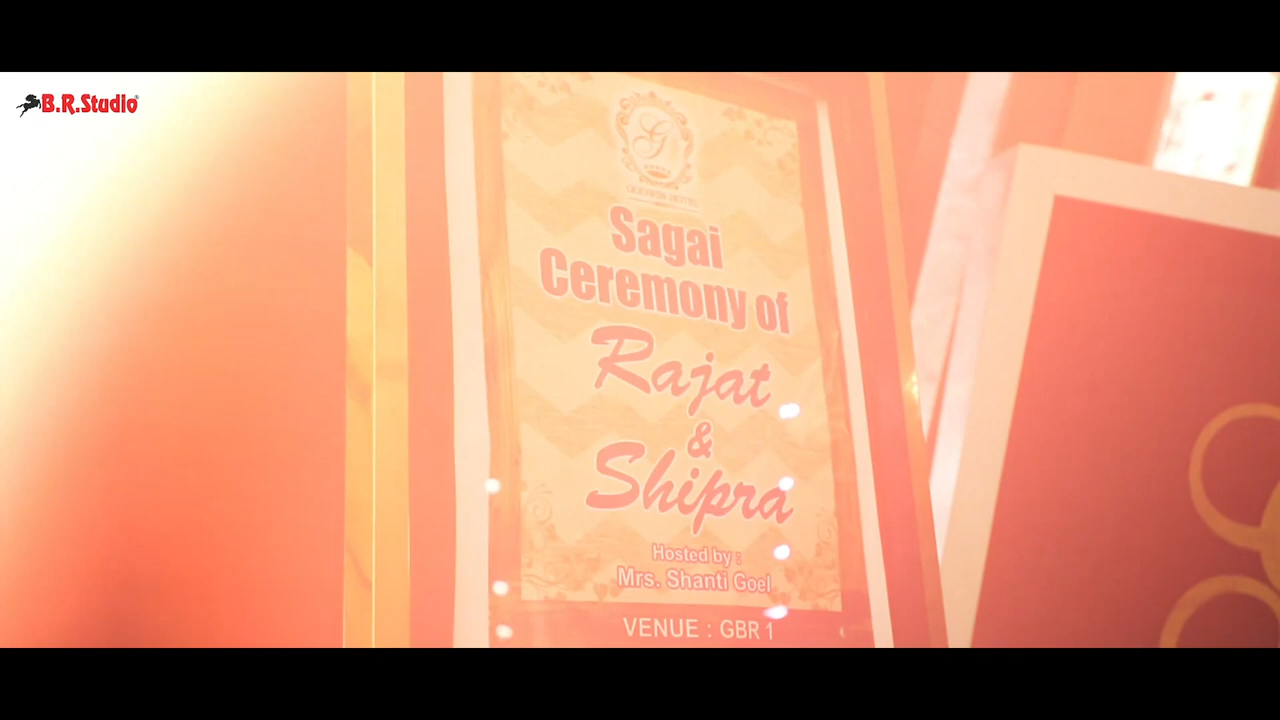 B.R.Studio
G
Sagai
Ceremony of
Rajat
&
Shipra
Hosted by :
Mrs. Shanti Goel
VENUE : GBR 1